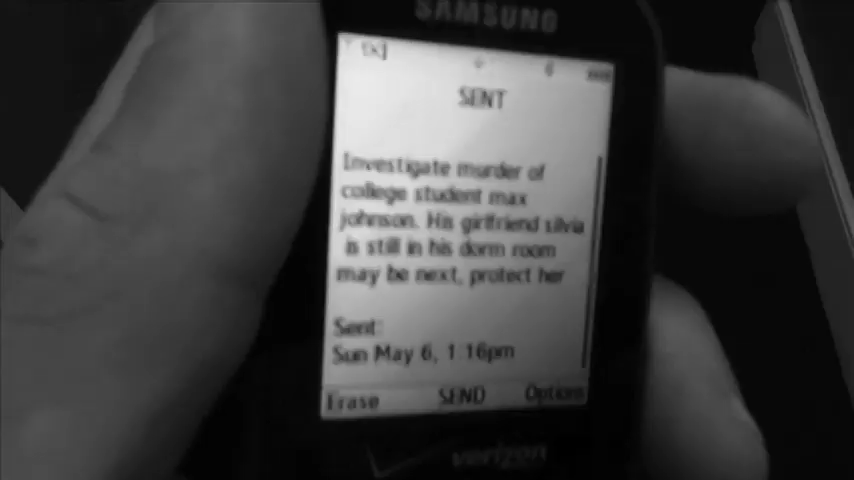 SAMSUNG
SENT
Investigate murder of
college student max
johnson. His girlfriend silvia
is still in his dorm room
may be next, protect her
Sent:
Sun May 6, 1:16pm
Erase SEND Options
verizon